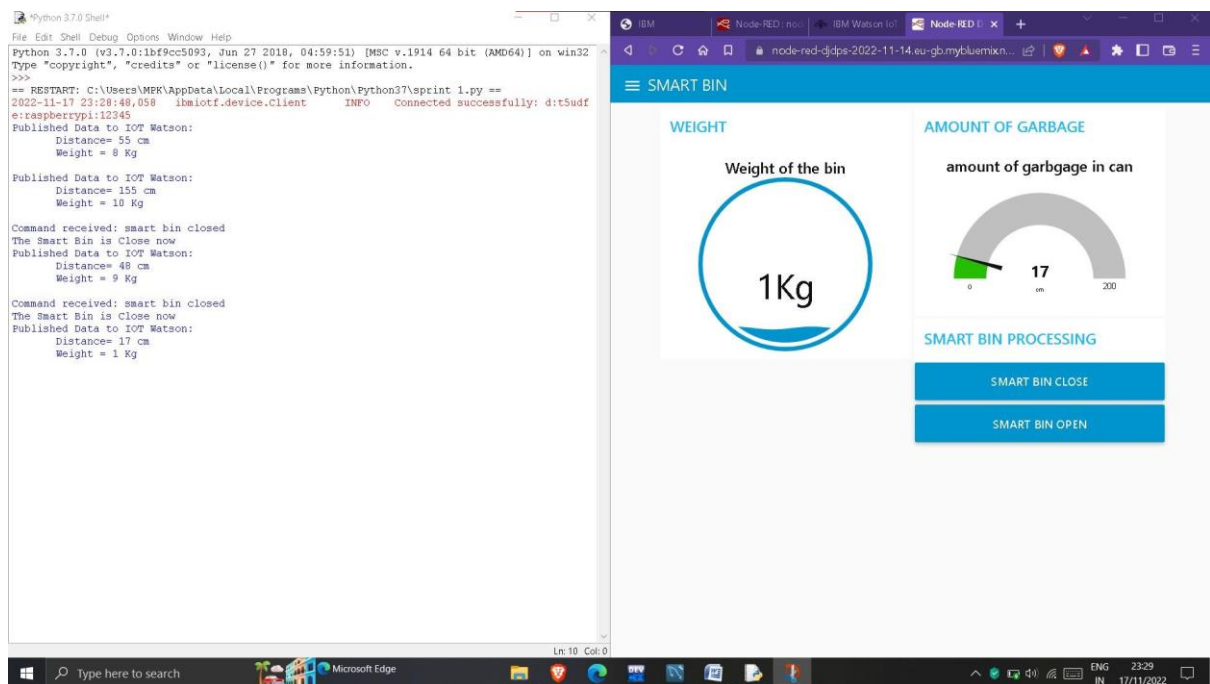 *Python 3.7.0 Shell*
File Edit Shell Debug Options Window Help
Python 3.7.0 (v3.7.0:1bf9cc5093, Jun 27 2018, 04:59:51) [MSC v.1914 64 bit (AMD64)] on win32
Type "copyright", "credits" or "license()" for more information.
>>>
== RESTART: C:\Users\MPK\AppData\Local\Programs\Python\Python37\sprint 1.py ==
2022-11-17 23:28:48,058 ibmiotf.device.Client INFO Connected successfully: d:t5udf
e:raspberrypi:12345
Published Data to IOT Watson:
Distance= 55 cm
Weight = 8 Kg
Published Data to IOT Watson:
Distance= 155 cm
Weight = 10 Kg
Command received: smart bin closed
The Smart Bin is Close now
Published Data to IOT Watson:
Distance= 48 cm
Weight = 9 Kg
Command received: smart bin closed
The Smart Bin is Close now
Published Data to IOT Watson:
Distance= 17 cm
Weight = 1 Kg
Ln: 10 Col: 0
IBM
Node-RED : nod
IBM Watson IoT
Node-RED D
node-red-djdps-2022-11-14.eu-gb.mybluemix.n...
SMART BIN
WEIGHT
Weight of the bin
1Kg
AMOUNT OF GARBAGE
amount of garbgage in can
17
0
cm
200
SMART BIN PROCESSING
SMART BIN CLOSE
SMART BIN OPEN
Type here to search
Microsoft Edge
ENG
IN
23:29
17/11/2022